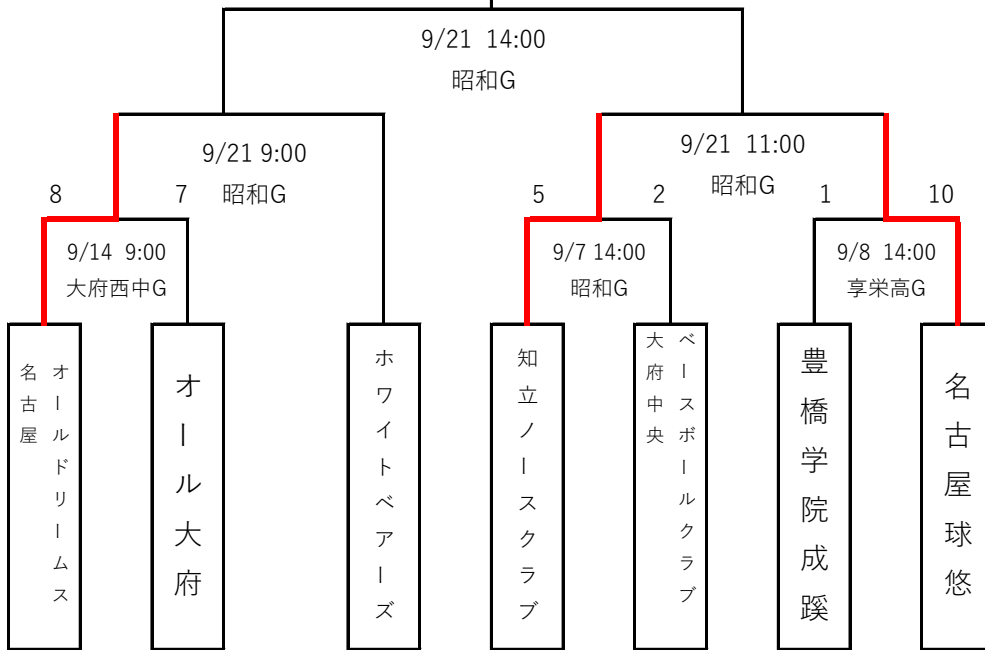 9/21 14:00
昭和G
9/21 9:00
昭和G
9/21 11:00
昭和G
8
7
5
2
1
10
9/14 9:00
大府西中G
9/7 14:00
昭和G
9/8 14:00
享栄高G
オールドリームス
名古屋
オール大府
ホワイトベアーズ
知立ノースクラブ
ベースボールクラブ
大府中央
豊橋学院成蹊
名古屋球悠